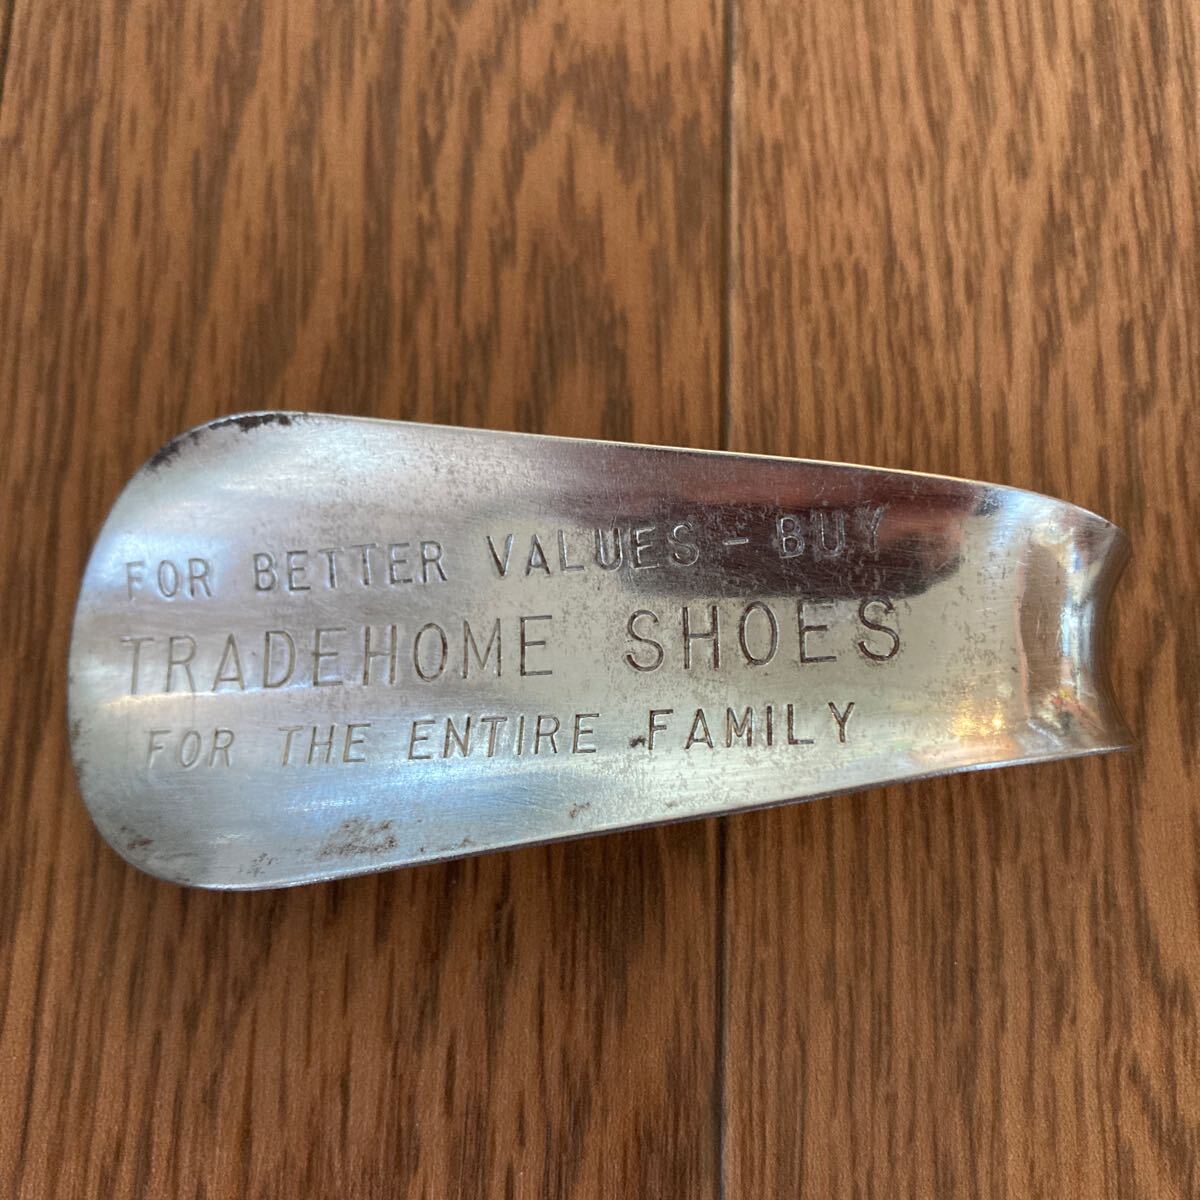 FOR BETTER VALUES - BUY
TRADEHOME SHOES
FOR THE ENTIRE FAMILY